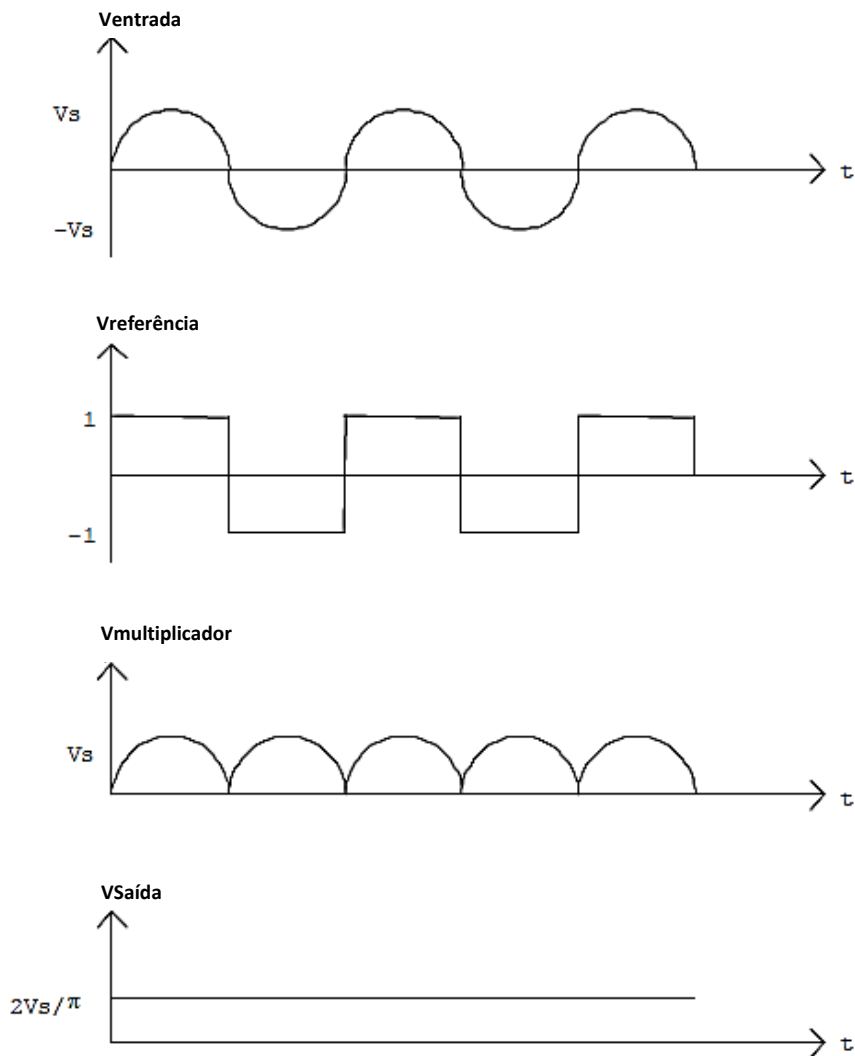 Ventrada
Vs
t
-Vs
Vreferência
1
t
-1
Vmultiplicador
Vs
t
VSaída
2Vs/π
t